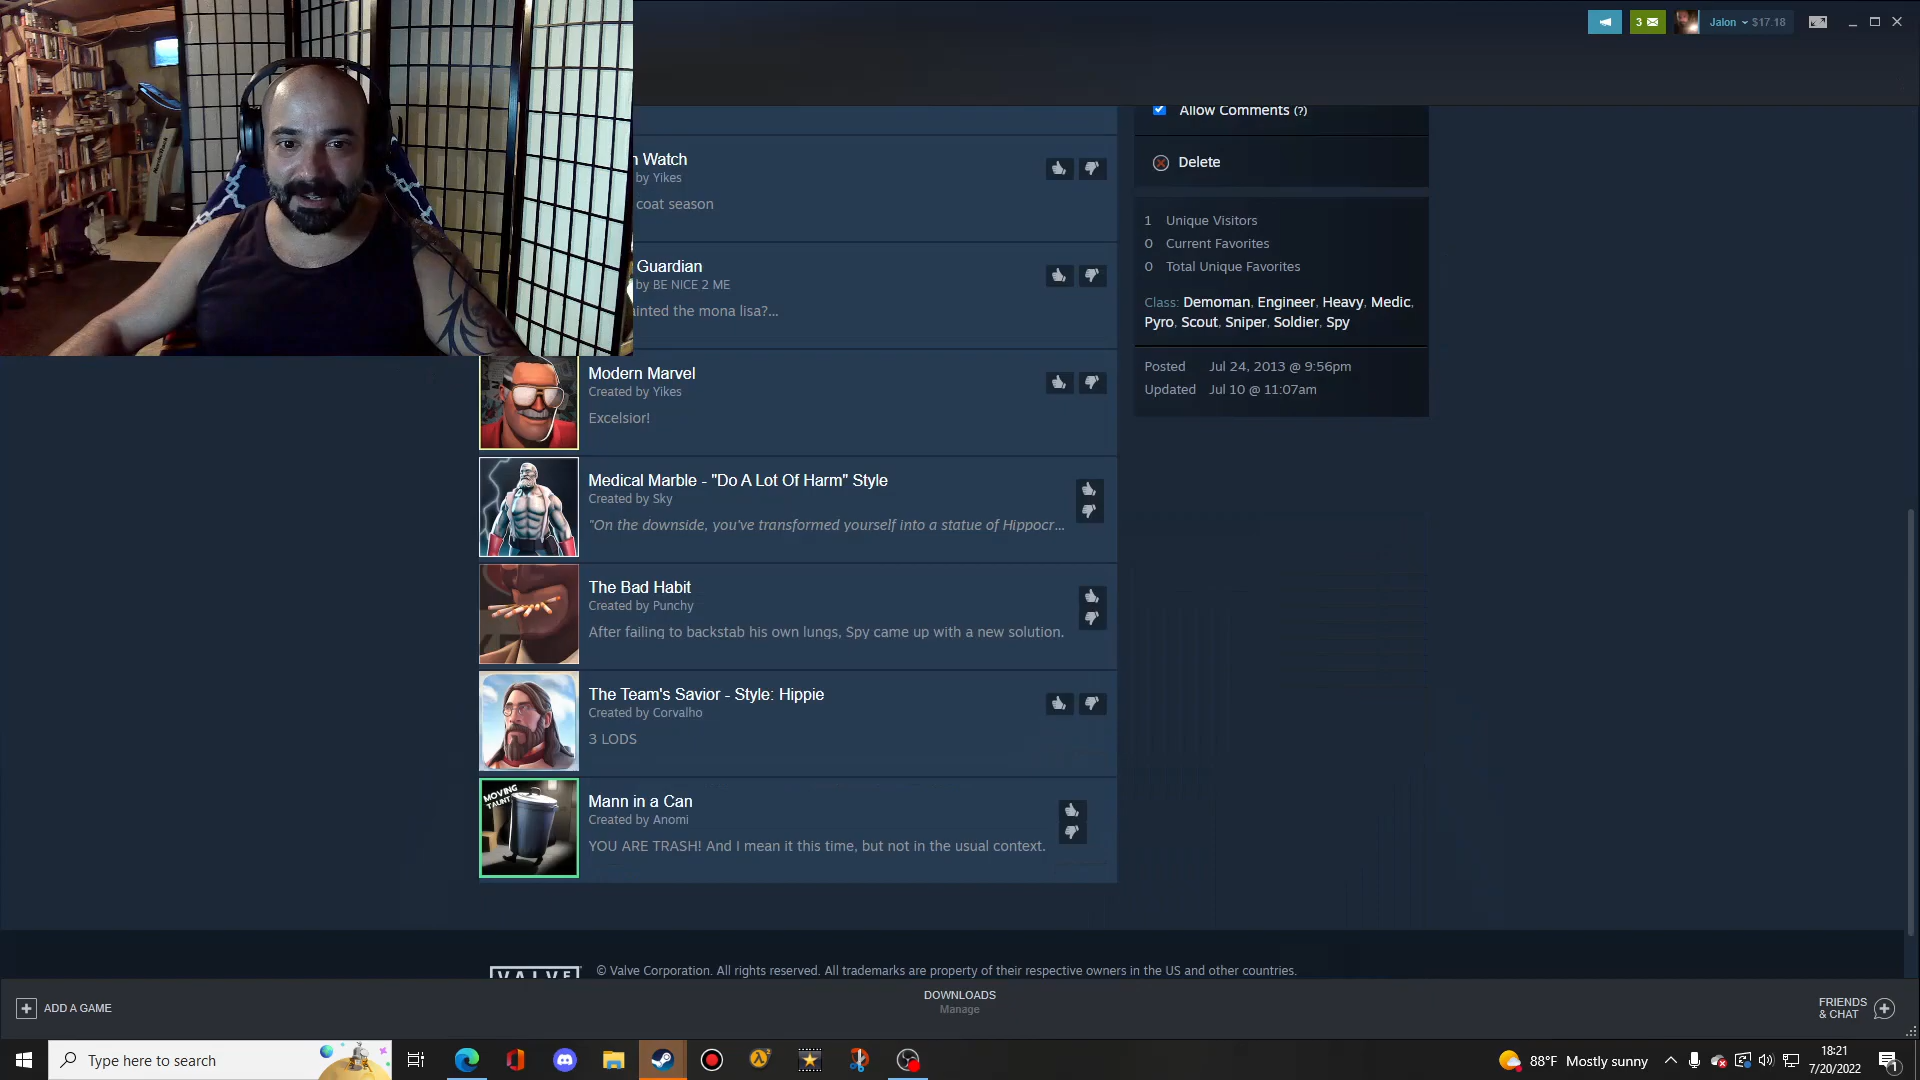 3
Jalon
$17.18
Allow Comments (?)
Delete
Watch
by Yikes
coat season
Guardian
by BE NICE 2 ME
ainted the mona lisa?...
Modern Marvel
Created by Yikes
Excelsior!
Medical Marble - "Do A Lot Of Harm" Style
Created by Sky
"On the downside, you've transformed yourself into a statue of Hippocr...
The Bad Habit
Created by Punchy
After failing to backstab his own lungs, Spy came up with a new solution.
The Team's Savior - Style: Hippie
Created by Corvalho
3 LODS
MOVING
TAUNT
Mann in a Can
Created by Anomi
YOU ARE TRASH! And I mean it this time, but not in the usual context.
1 Unique Visitors
0 Current Favorites
0 Total Unique Favorites
Class: Demoman, Engineer, Heavy, Medic,
Pyro, Scout, Sniper, Soldier, Spy
Posted Jul 24, 2013 @ 9:56pm
Updated Jul 10 @ 11:07am
VALVE
© Valve Corporation. All rights reserved. All trademarks are property of their respective owners in the US and other countries.
ADD A GAME
DOWNLOADS
Manage
FRIENDS
& CHAT
Type here to search
88°F Mostly sunny
18:21
7/20/2022
1